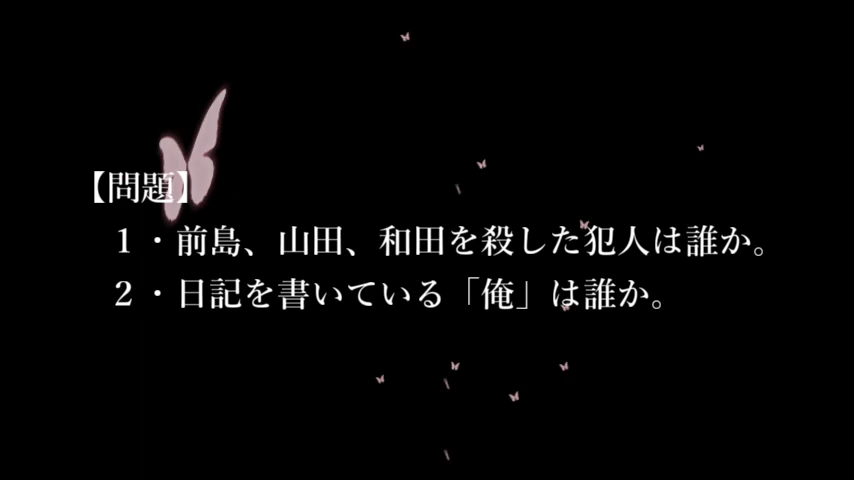 【問題】
１・前島、山田、和田を殺した犯人は誰か。
２・日記を書いている「俺」は誰か。